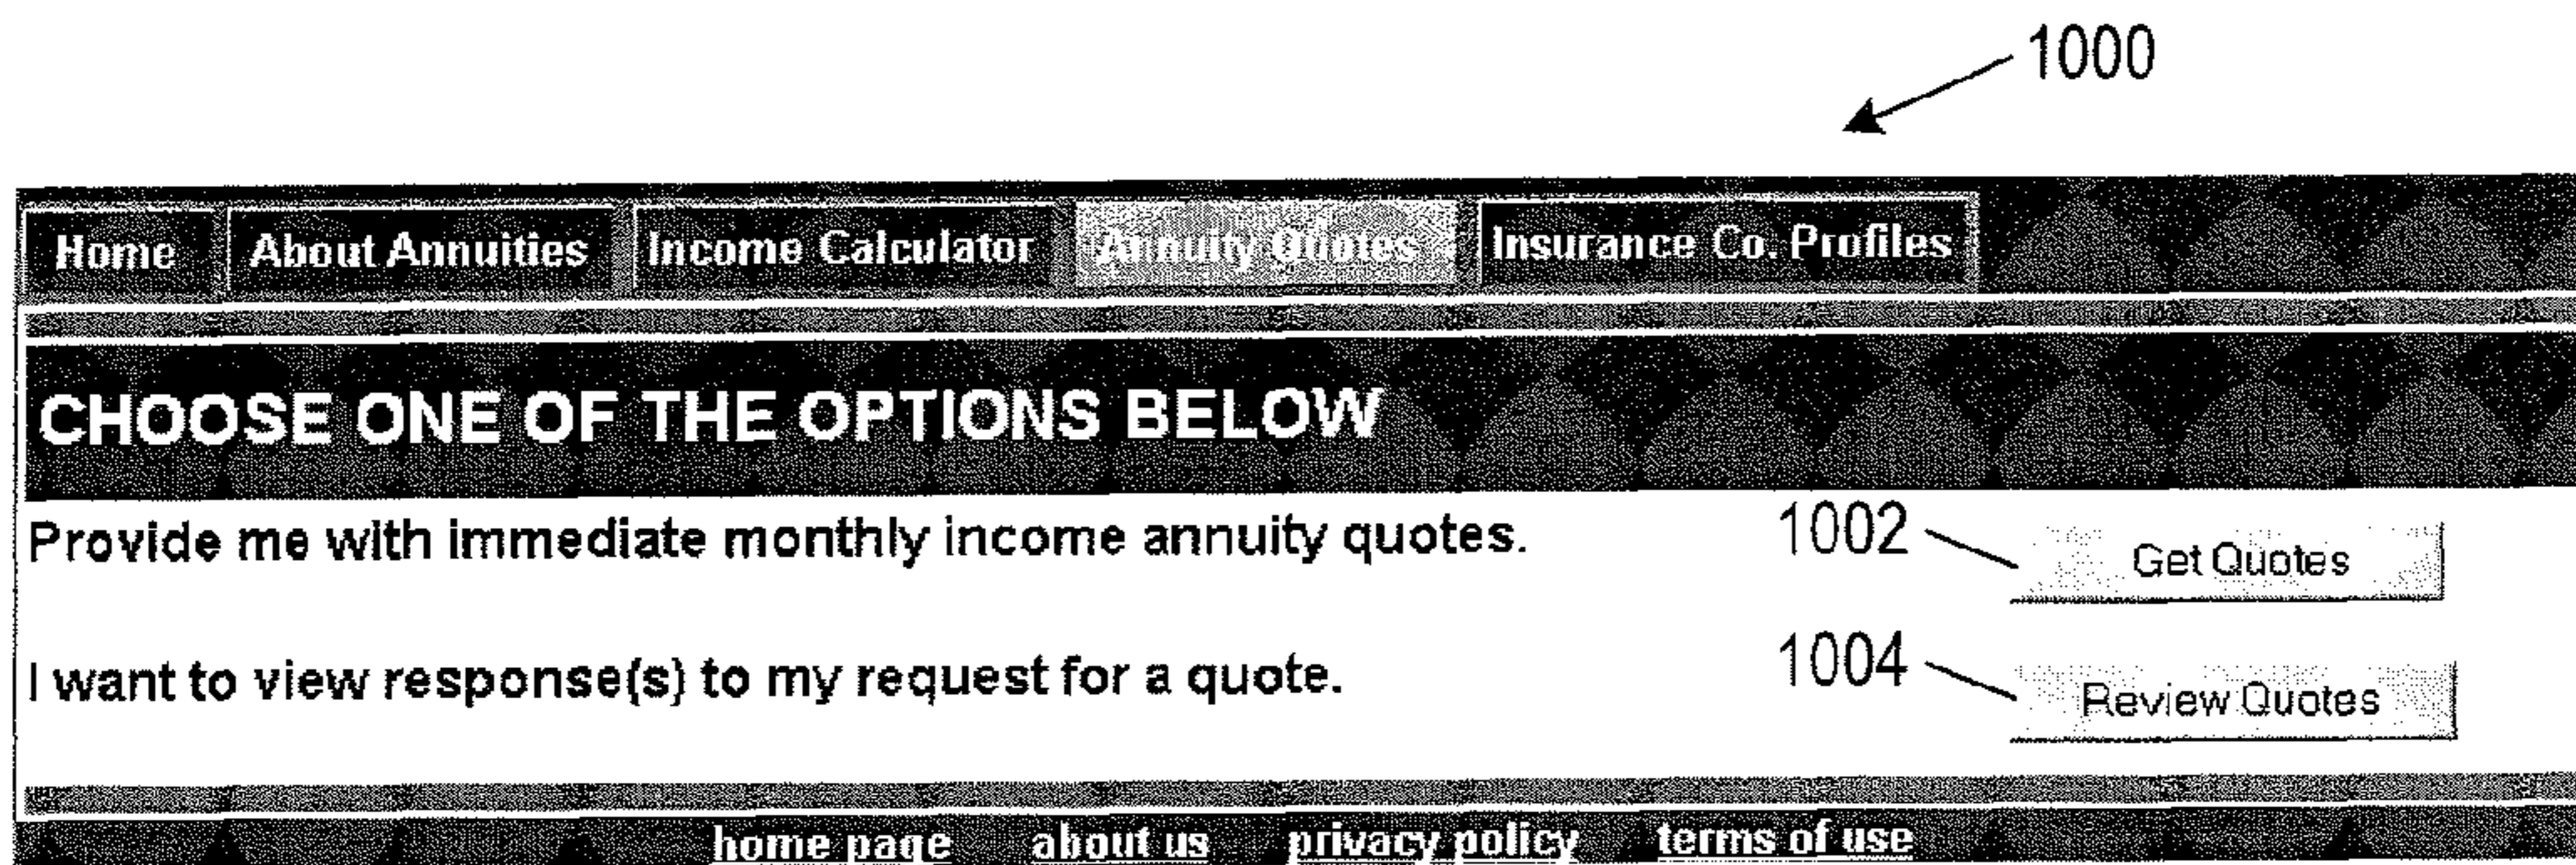 1000
Home About Annuities Income Calculator Annuity Quotes Insurance Co. Profiles
CHOOSE ONE OF THE OPTIONS BELOW
Provide me with immediate monthly income annuity quotes. 1002 Get Quotes
I want to view response(s) to my request for a quote. 1004 Review Quotes
home page about us privacy policy terms of use